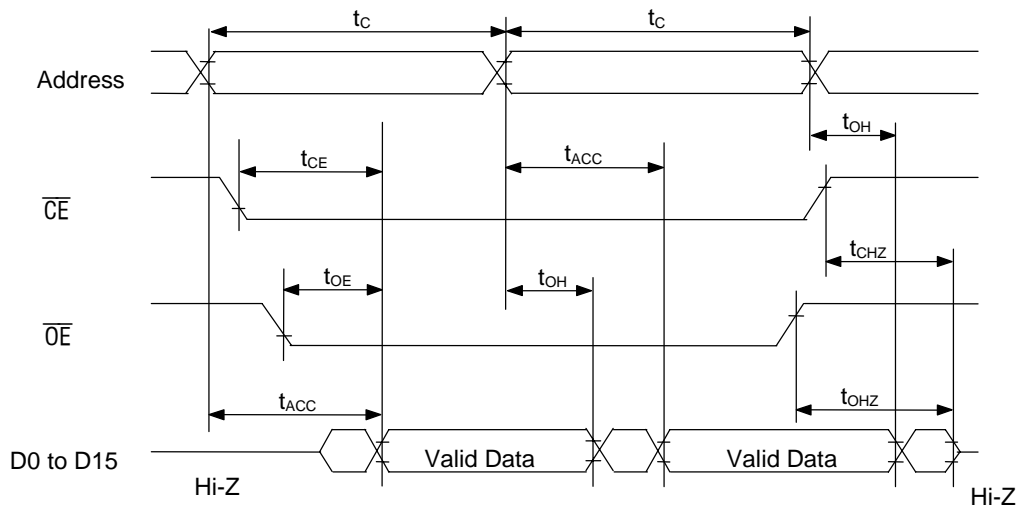 tC tC
Address
tOH
tCE tACC
CE
tCHZ
tOE tOH
OE
tACC tOHZ
D0 to D15 Valid Data Valid Data
Hi-Z Hi-Z